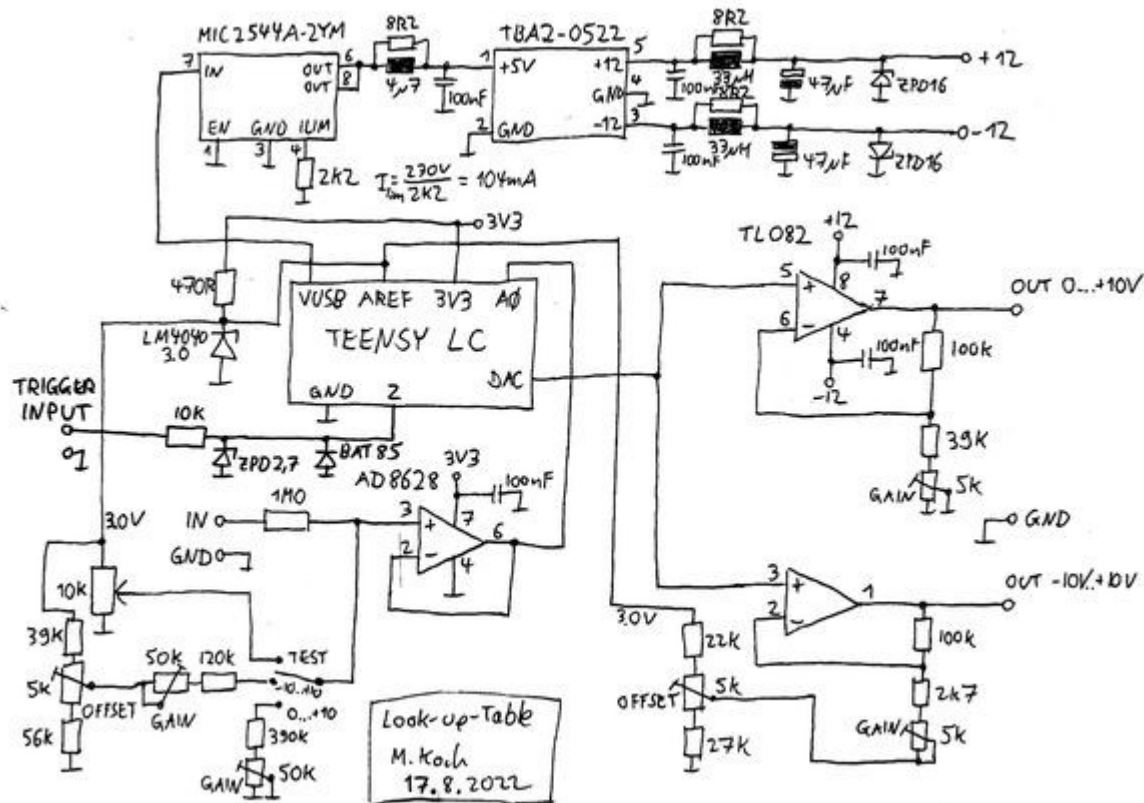 MIC2544A-2YM
7
IN
OUT
OUT
6
8
EN
GND
ILIM
1
3
4
2K2
8R2
4µ7
100nF
TBA2-0522
1
+5V
2
GND
+12
5
GND
4
-12
3
100nF
8R2
33µH
47µF
ZPD16
+12
100nF
8R2
33µH
47µF
ZPD16
-12
Ilim = 230V / 2K2 = 104mA
3V3
470R
LM4040
3.0
VUSB AREF 3V3 A0
TEENSY LC
DAC
GND
2
TRIGGER
INPUT
10K
ZPD2,7
BAT85
AD8628
3V3
100nF
3
2
7
6
4
IN
1M0
GND
3.0V
10K
39K
5K
OFFSET
56K
50K
GAIN
120K
TEST
-10..+10
0...+10
390K
GAIN
50K
Look-up-Table
M. Koch
17.8.2022
TL082
+12
100nF
5
6
8
7
4
100nF
-12
OUT 0...+10V
100K
39K
GAIN
5K
GND
3
2
1
OUT -10V..+10V
100K
2K7
GAIN
5K
3.0V
22K
OFFSET
5K
27K